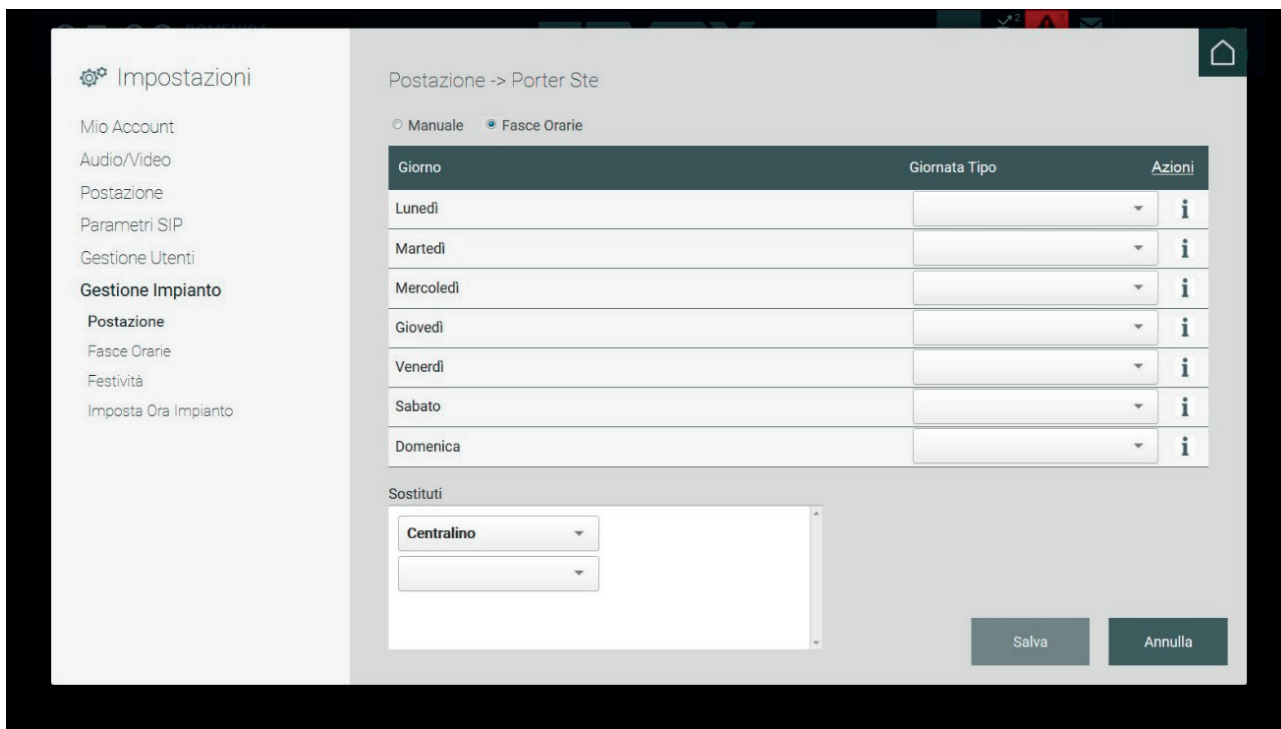 Impostazioni
Mio Account
Audio/Video
Postazione
Parametri SIP
Gestione Utenti
Gestione Impianto
Postazione
Fasce Orarie
Festività
Imposta Ora Impianto
Postazione -> Porter Ste
Manuale Fasce Orarie
Giorno Giornata Tipo Azioni
Lunedì
Martedì
Mercoledì
Giovedì
Venerdì
Sabato
Domenica
Sostituti
Centralino
Salva Annulla